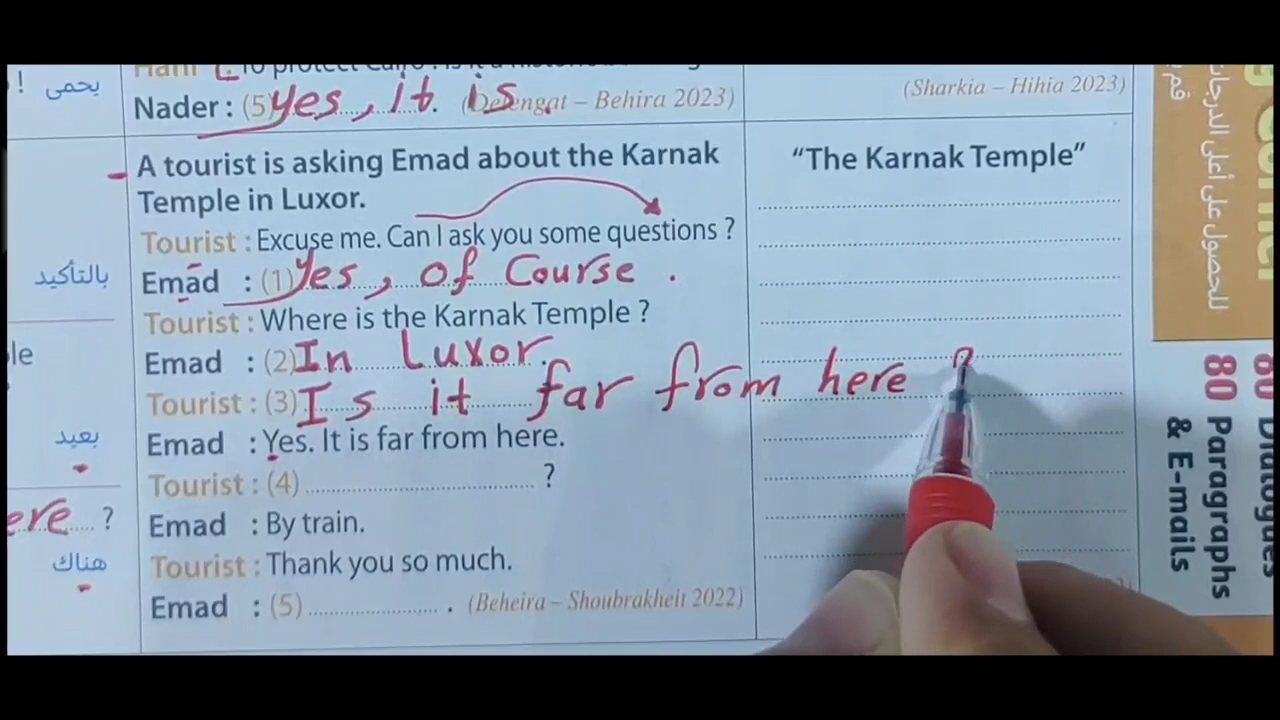 يحمى
! 
Nader : (5) yes, it is. (Delengat – Behira 2023)
(Sharkia – Hihia 2023)
A tourist is asking Emad about the Karnak
Temple in Luxor.
Tourist : Excuse me. Can I ask you some questions ?
Emad : (1) Yes, of Course.
Tourist : Where is the Karnak Temple ?
Emad : (2) In Luxor.
Tourist : (3) Is it far from here ?
Emad : Yes. It is far from here.
Tourist : (4) ?
Emad : By train.
Tourist : Thank you so much.
Emad : (5) . (Beheira – Shoubrakheit 2022)
“The Karnak Temple”
بالتأكيد
بعيد
?
هناك
للحصول على أعلى الدرجات
80 Dialogues
80 Paragraphs
& E-mails